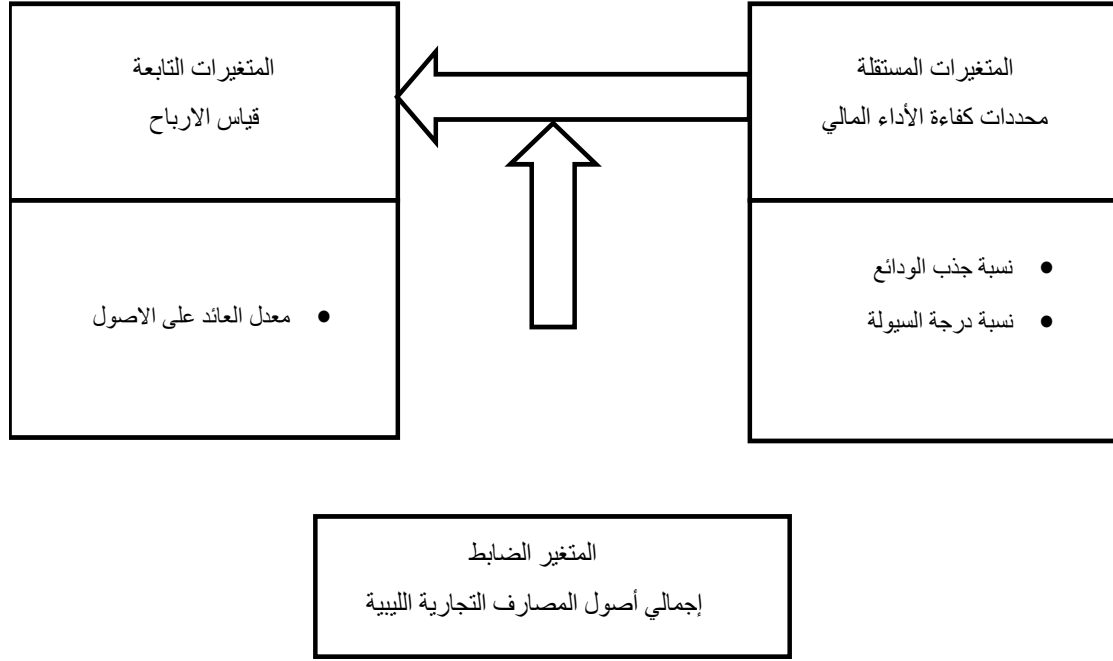 المتغيرات المستقلة
محددات كفاءة الأداء المالي
● نسبة جذب الودائع
● نسبة درجة السيولة
المتغيرات التابعة
قياس الارباح
● معدل العائد على الاصول
المتغير الضابط
إجمالي أصول المصارف التجارية الليبية